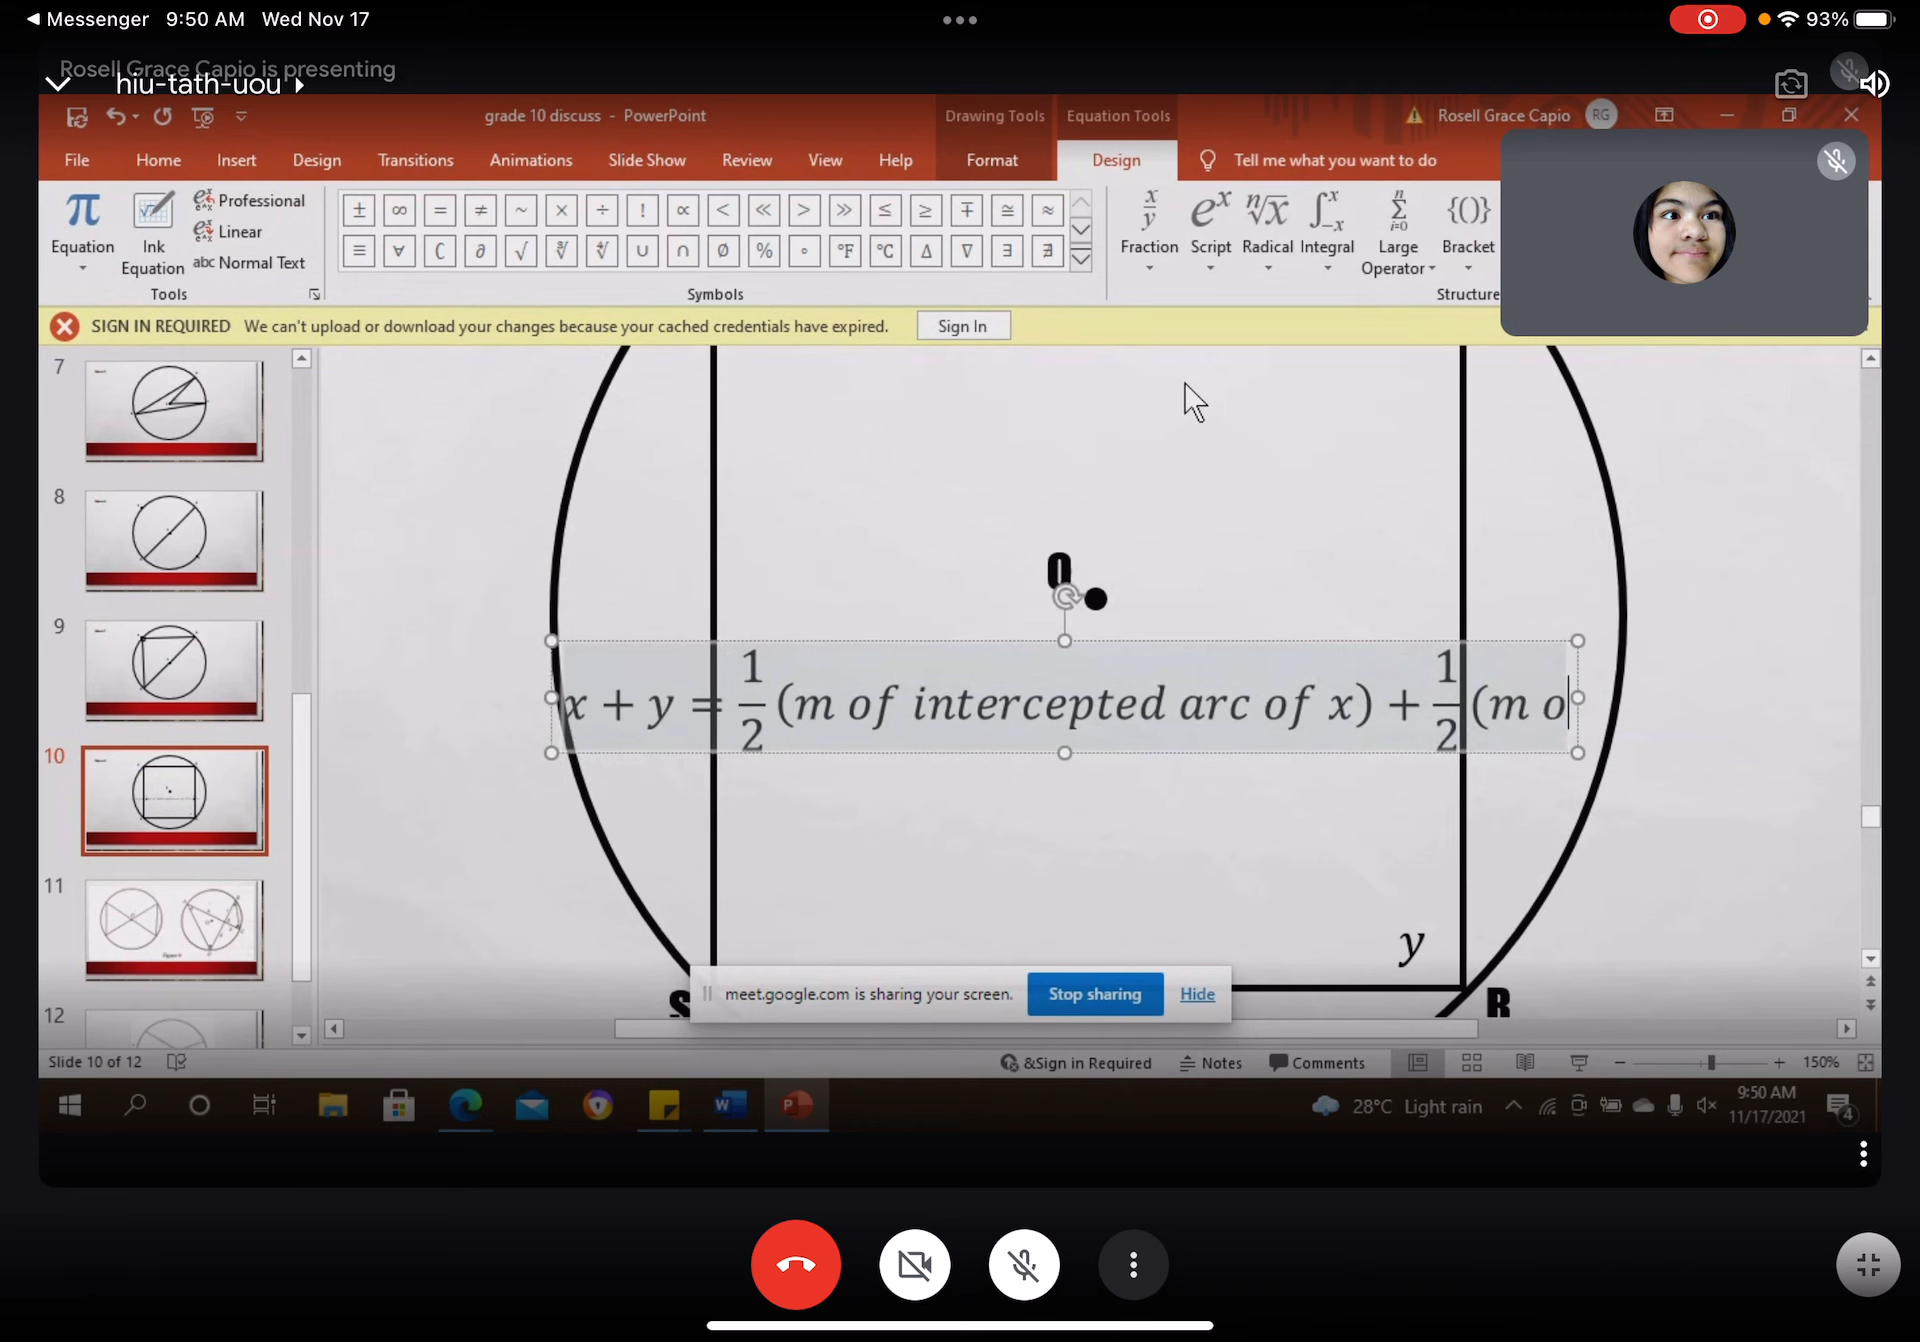 Messenger 9:50 AM Wed Nov 17
93%
Rosell Grace Capio is presenting
hiu-tath-uou
grade 10 discuss - PowerPoint
Drawing Tools Equation Tools
Rosell Grace Capio RG
File Home Insert Design Transitions Animations Slide Show Review View Help Format Design Tell me what you want to do
π Equation
Ink Equation
Professional
Linear
abc Normal Text
Tools
± ∞ = ≠ ~ × ÷ ! ∝ < ≪ > ≫ ≤ ≥ ∓ ≅ ≈
≡ ∀ ∁ ∂ √ ∛ ∜ ∪ ∩ ∅ % ° °F °C ∆ ∇ ∃ ∄
Symbols
Fraction Script Radical Integral Large Operator Bracket
Structure
SIGN IN REQUIRED We can't upload or download your changes because your cached credentials have expired. Sign In
7
8
9
10
11
12
x + y = 1/2 (m of intercepted arc of x) + 1/2 (m o
y
S
R
meet.google.com is sharing your screen. Stop sharing Hide
Slide 10 of 12
&Sign in Required Notes Comments 150%
28°C Light rain
9:50 AM
11/17/2021
4